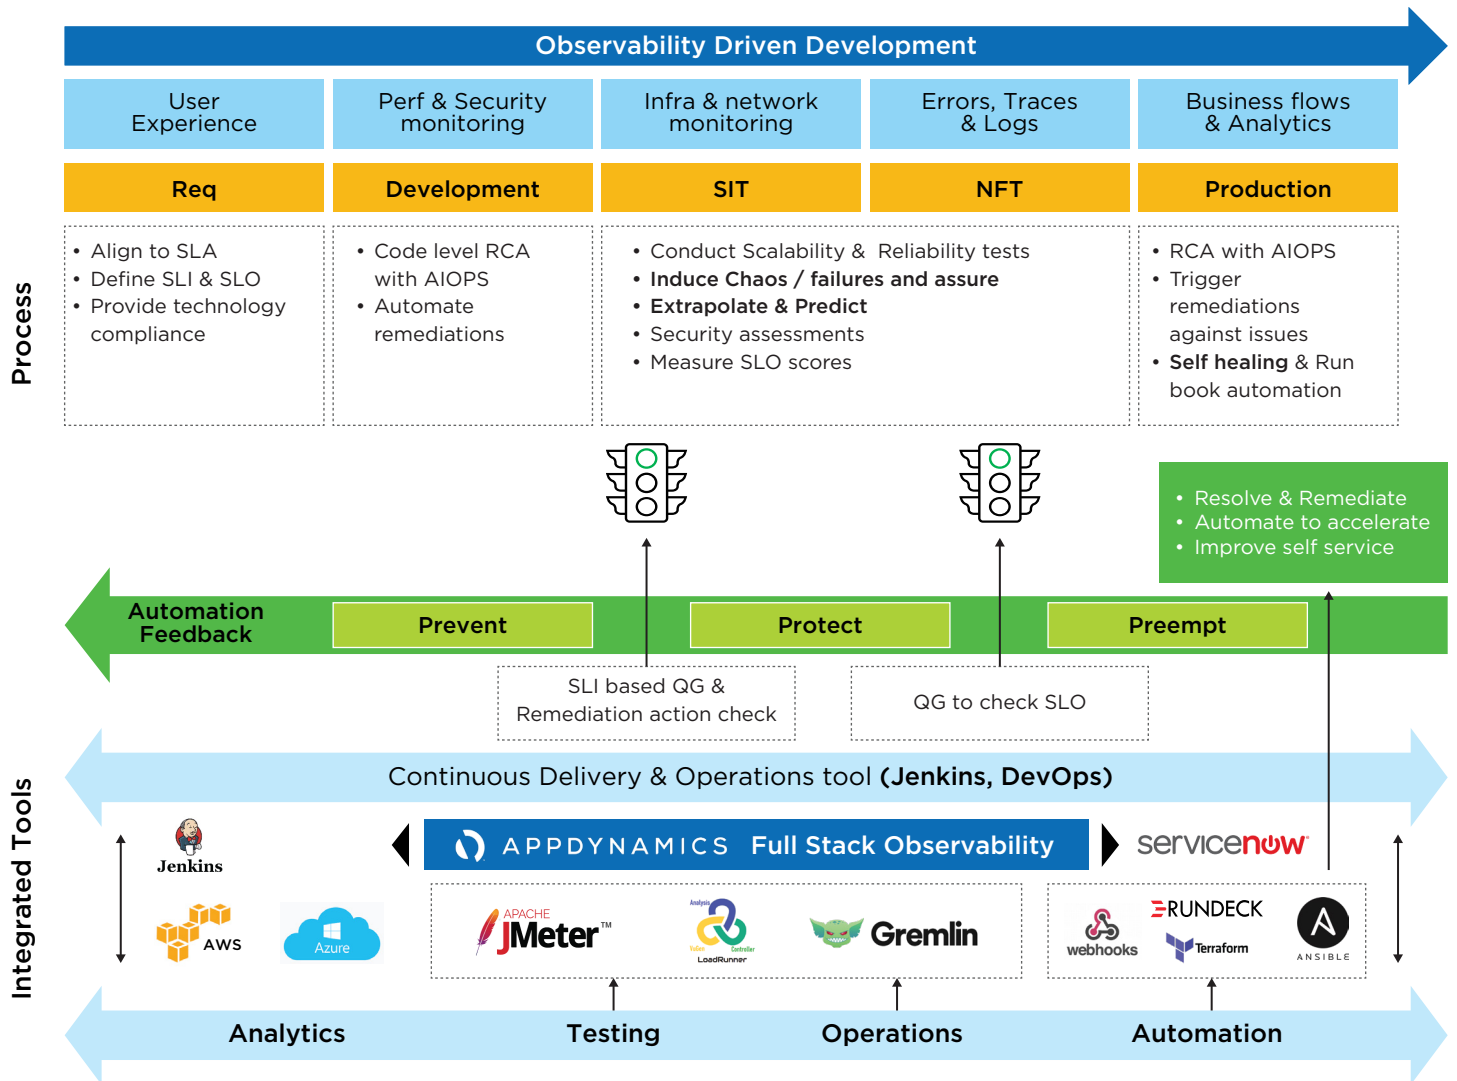 Observability Driven Development
User
Experience
Perf & Security
monitoring
Infra & network
monitoring
Errors, Traces
& Logs
Business flows
& Analytics
Req
Development
SIT
NFT
Production
Process
• Align to SLA
• Define SLI & SLO
• Provide technology
compliance
• Code level RCA
with AIOPS
• Automate
remediations
• Conduct Scalability & Reliability tests
• Induce Chaos / failures and assure
• Extrapolate & Predict
• Security assessments
• Measure SLO scores
• RCA with AIOPS
• Trigger
remediations
against issues
• Self healing & Run
book automation
• Resolve & Remediate
• Automate to accelerate
• Improve self service
Automation
Feedback
Prevent
Protect
Preempt
SLI based QG &
Remediation action check
QG to check SLO
Integrated Tools
Continuous Delivery & Operations tool (Jenkins, DevOps)
Jenkins
APPDYNAMICS Full Stack Observability
servicenow
AWS
Azure
APACHE
JMeter™
Analysis
VuGen
Controller
LoadRunner
Gremlin
webhooks
RUNDECK
Terraform
ANSIBLE
Analytics
Testing
Operations
Automation